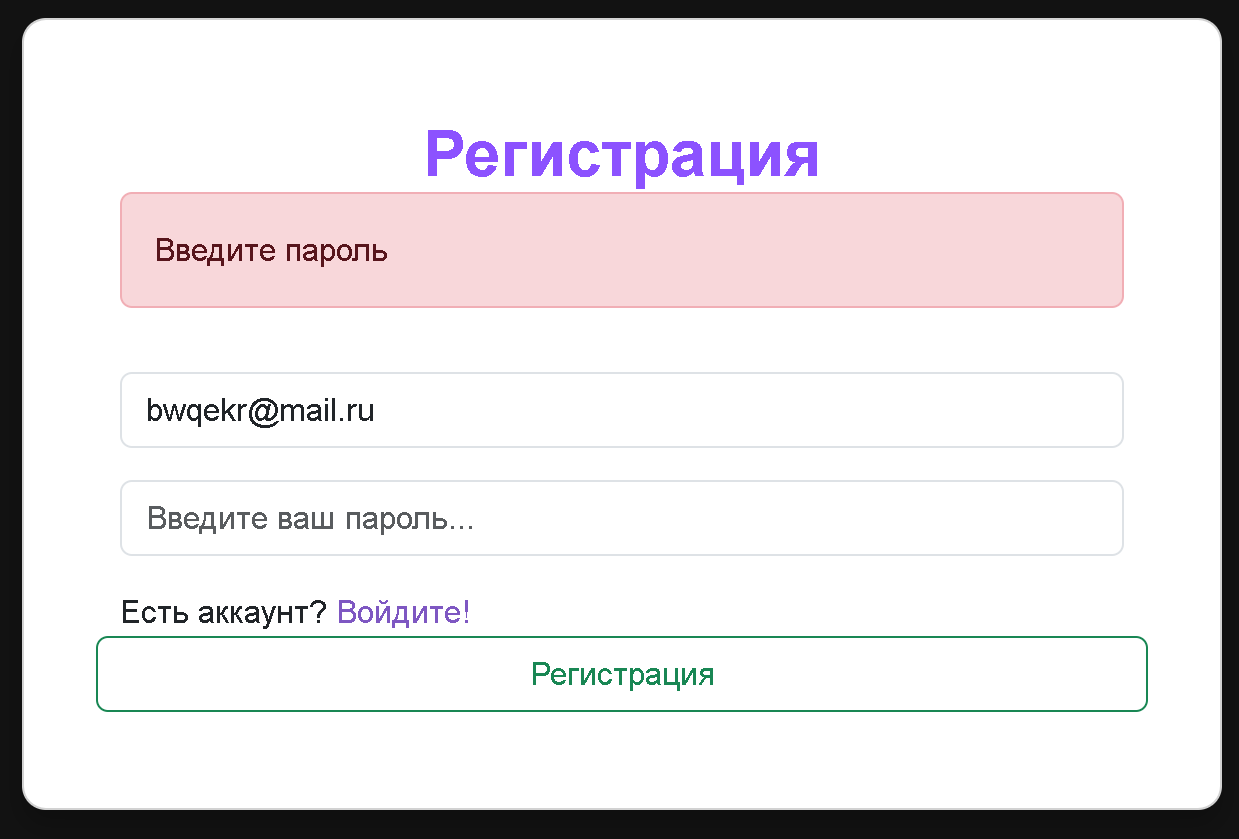 Регистрация
Введите пароль
bwqekr@mail.ru
Введите ваш пароль...
Есть аккаунт? Войдите!
Регистрация